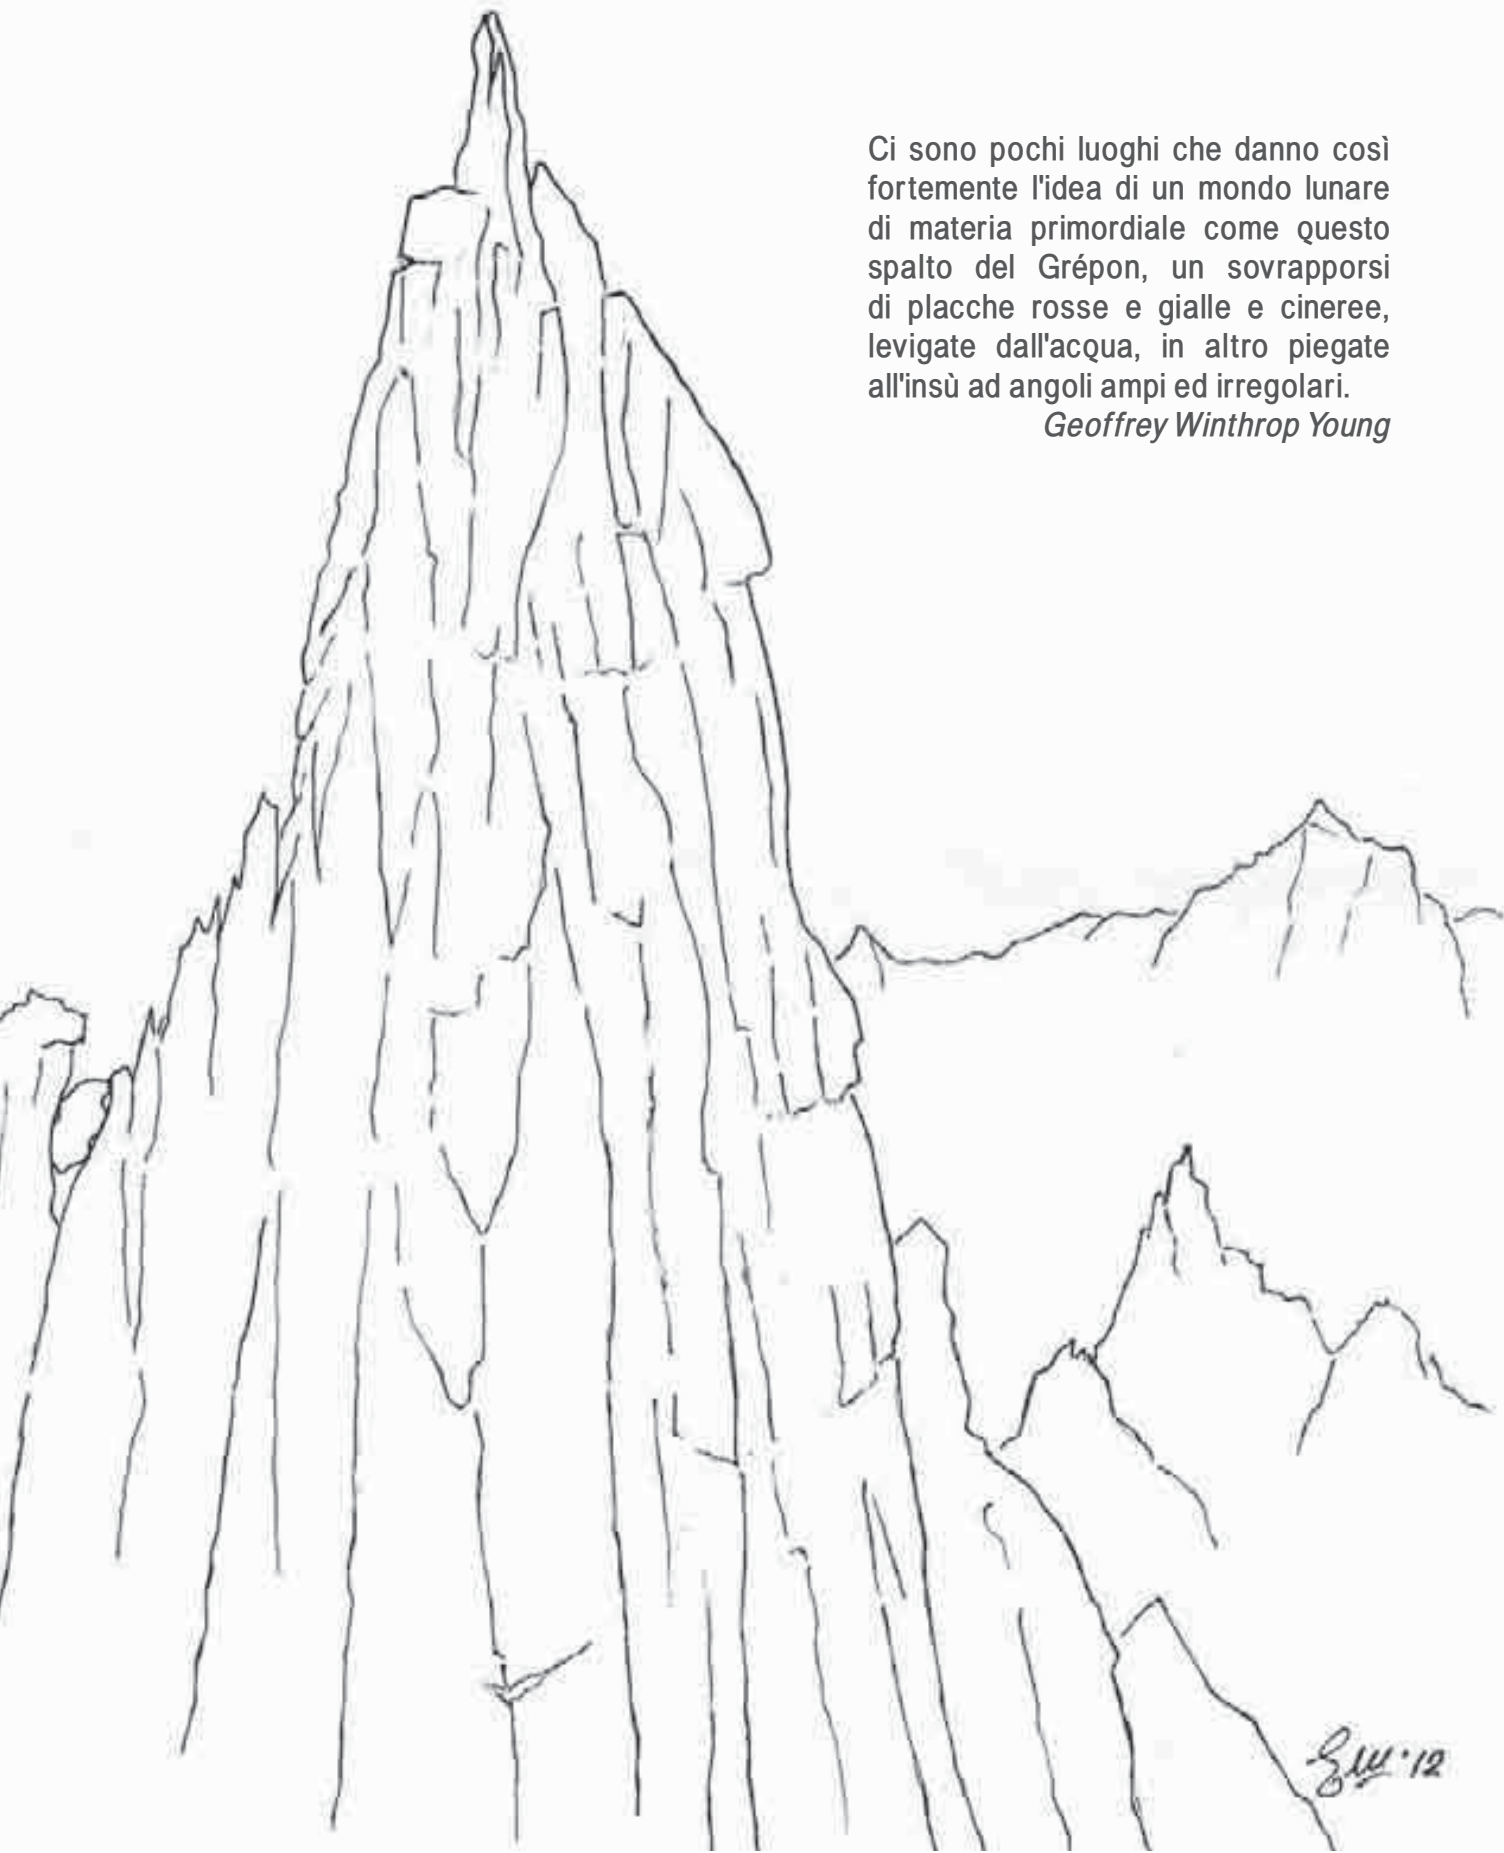 Ci sono pochi luoghi che danno così
fortemente l'idea di un mondo lunare
di materia primordiale come questo
spalto del Grépon, un sovrapporsi
di placche rosse e gialle e cineree,
levigate dall'acqua, in altro piegate
all'insù ad angoli ampi ed irregolari.
Geoffrey Winthrop Young
'12